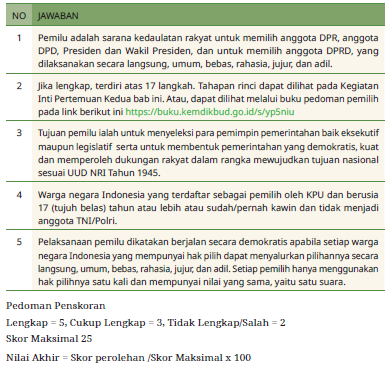 NO JAWABAN
1 Pemilu adalah sarana kedaulatan rakyat untuk memilih anggota DPR, anggota
DPD, Presiden dan Wakil Presiden, dan untuk memilih anggota DPRD, yang
dilaksanakan secara langsung, umum, bebas, rahasia, jujur, dan adil.
2 Jika lengkap, terdiri atas 17 langkah. Tahapan rinci dapat dilihat pada Kegiatan
Inti Pertemuan Kedua bab ini. Atau, dapat dilihat melalui buku pedoman pemilih
pada link berikut ini https://buku.kemdikbud.go.id/s/yp5niu
3 Tujuan pemilu ialah untuk menyeleksi para pemimpin pemerintahan baik eksekutif
maupun legislatif serta untuk membentuk pemerintahan yang demokratis, kuat
dan memperoleh dukungan rakyat dalam rangka mewujudkan tujuan nasional
sesuai UUD NRI Tahun 1945.
4 Warga negara Indonesia yang terdaftar sebagai pemilih oleh KPU dan berusia
17 (tujuh belas) tahun atau lebih atau sudah/pernah kawin dan tidak menjadi
anggota TNI/Polri.
5 Pelaksanaan pemilu dikatakan berjalan secara demokratis apabila setiap warga
negara Indonesia yang mempunyai hak pilih dapat menyalurkan pilihannya secara
langsung, umum, bebas, rahasia, jujur, dan adil. Setiap pemilih hanya menggunakan
hak pilihnya satu kali dan mempunyai nilai yang sama, yaitu satu suara.
Pedoman Penskoran
Lengkap = 5, Cukup Lengkap = 3, Tidak Lengkap/Salah = 2
Skor Maksimal 25
Nilai Akhir = Skor perolehan /Skor Maksimal x 100